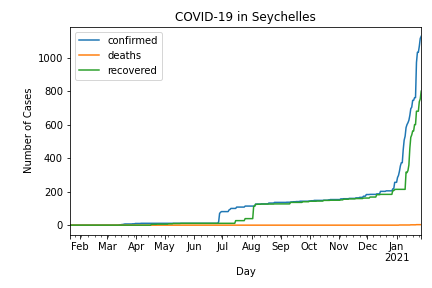 COVID-19 in Seychelles
confirmed
deaths
recovered
Number of Cases
1000
800
600
400
200
0
Feb Mar Apr May Jun Jul Aug Sep Oct Nov Dec Jan
2021
Day